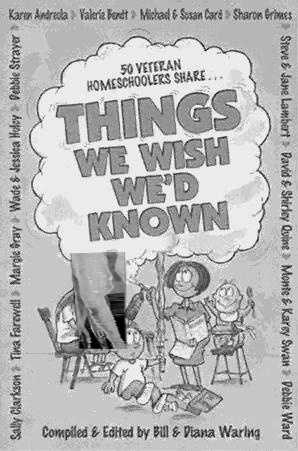 Karen Andreola • Valerie Bendt • Michael & Susan Card • Sharon Grimes
Sally Clarkson • Tina Farewell • Margie Gray • Wade & Jessica Hulcy • Debbie Strayer
Steve & Jane Lambert • David & Shirley Quine • Monte & Karey Swan • Debbie Ward
50 VETERAN
HOMESCHOOLERS SHARE...
THINGS
WE WISH
WE'D
KNOWN
Compiled & Edited by Bill & Diana Waring